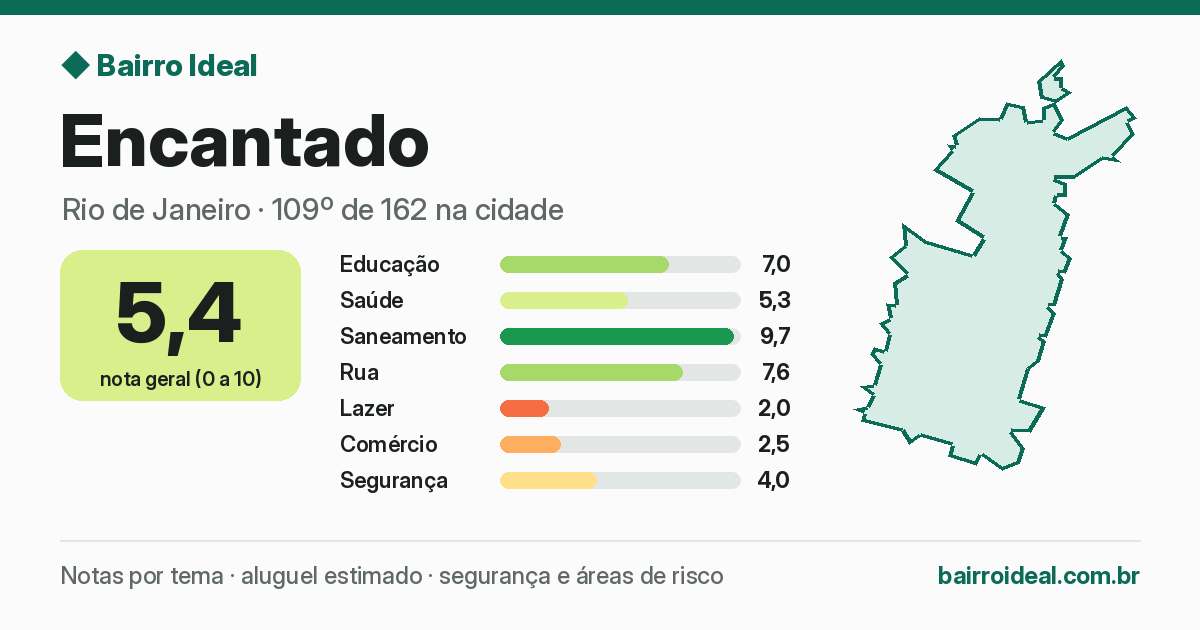 Bairro Ideal
Encantado
Rio de Janeiro · 109º de 162 na cidade
5,4
nota geral (0 a 10)
Educação 7,0
Saúde 5,3
Saneamento 9,7
Rua 7,6
Lazer 2,0
Comércio 2,5
Segurança 4,0
Notas por tema · aluguel estimado · segurança e áreas de risco
bairroideal.com.br